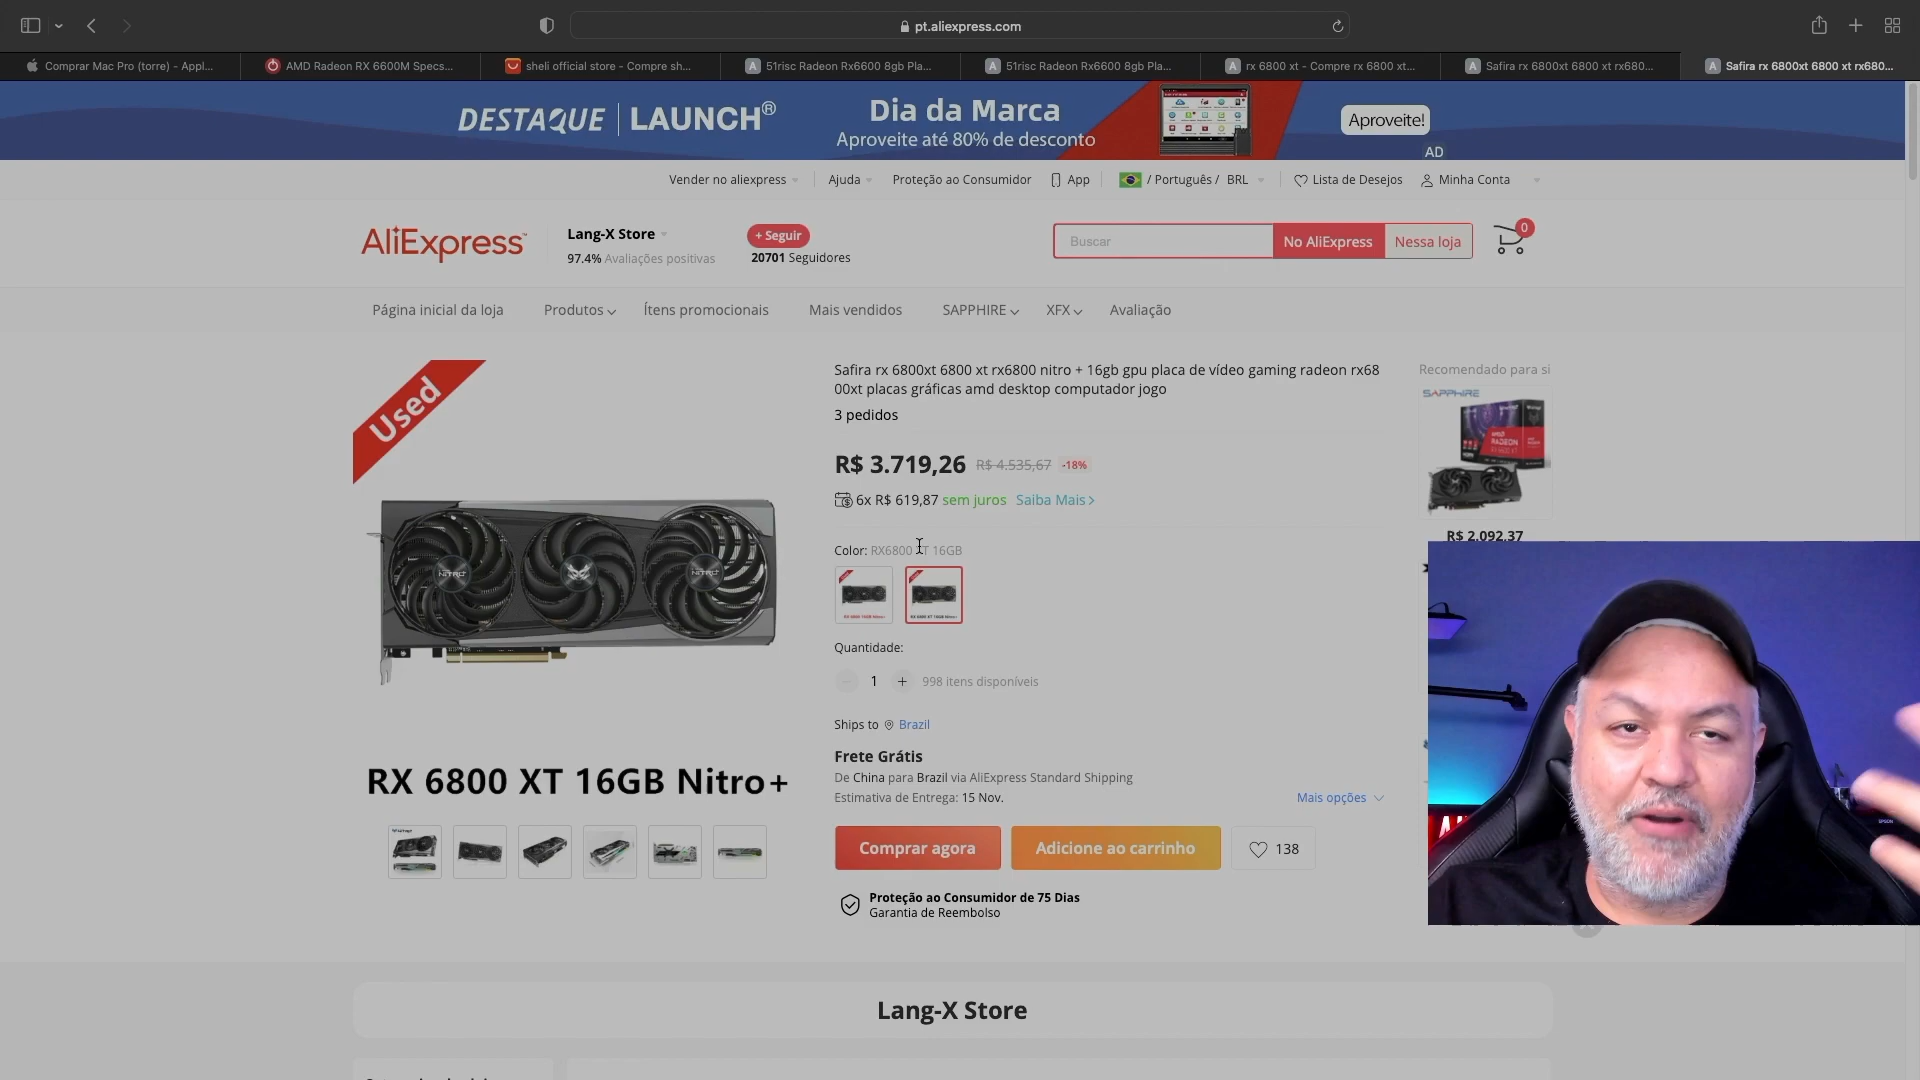 pt.aliexpress.com
Comprar Mac Pro (torre) - Appl...
AMD Radeon RX 6600M Specs...
sheli official store - Compre sh...
51risc Radeon Rx6600 8gb Pla...
51risc Radeon Rx6600 8gb Pla...
rx 6800 xt - Compre rx 6800 xt...
Safira rx 6800xt 6800 xt rx680...
Safira rx 6800xt 6800 xt rx680...
DESTAQUE | LAUNCH®
Dia da Marca
Aproveite até 80% de desconto
Aproveite!
AD
Vender no aliexpress
Ajuda
Proteção ao Consumidor
App
/ Português / BRL
Lista de Desejos
Minha Conta
AliExpress
Lang-X Store
97.4% Avaliações positivas
+ Seguir
20701 Seguidores
Buscar
No AliExpress
Nessa loja
0
Página inicial da loja
Produtos
Ítens promocionais
Mais vendidos
SAPPHIRE
XFX
Avaliação
Used
RX 6800 XT 16GB Nitro+
Safira rx 6800xt 6800 xt rx6800 nitro + 16gb gpu placa de vídeo gaming radeon rx68
00xt placas gráficas amd desktop computador jogo
3 pedidos
R$ 3.719,26 R$ 4.535,67 -18%
6x R$ 619,87 sem juros Saiba Mais
Color: RX6800 XT 16GB
Quantidade:
1
998 itens disponíveis
Ships to Brazil
Frete Grátis
De China para Brazil via AliExpress Standard Shipping
Estimativa de Entrega: 15 Nov.
Mais opções
Comprar agora
Adicione ao carrinho
138
Proteção ao Consumidor de 75 Dias
Garantia de Reembolso
Recomendado para si
SAPPHIRE
R$ 2.092,37
Lang-X Store